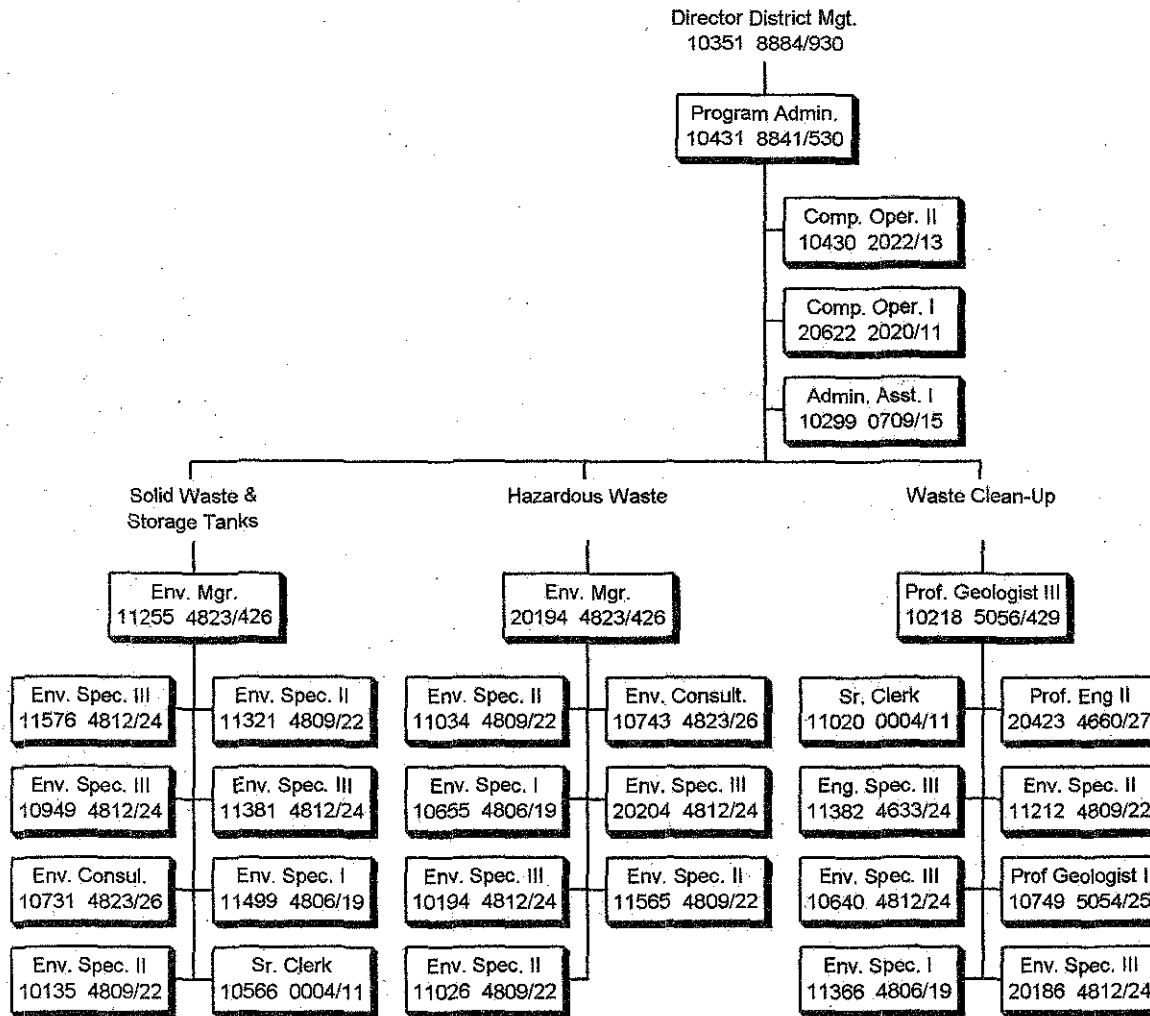 Director District Mgt.
10351 8884/930
Program Admin.
10431 8841/530
Comp. Oper. II
10430 2022/13
Comp. Oper. I
20622 2020/11
Admin. Asst. I
10299 0709/15
Solid Waste &
Storage Tanks
Hazardous Waste
Waste Clean-Up
Env. Mgr.
11255 4823/426
Env. Mgr.
20194 4823/426
Prof. Geologist III
10218 5056/429
Env. Spec. III
11576 4812/24
Env. Spec. II
11321 4809/22
Env. Spec. II
11034 4809/22
Env. Consult.
10743 4823/26
Sr. Clerk
11020 0004/11
Prof. Eng II
20423 4660/27
Env. Spec. III
10949 4812/24
Env. Spec. III
11381 4812/24
Env. Spec. I
10655 4806/19
Env. Spec. III
20204 4812/24
Eng. Spec. III
11382 4633/24
Env. Spec. II
11212 4809/22
Env. Consul.
10731 4823/26
Env. Spec. I
11499 4806/19
Env. Spec. III
10194 4812/24
Env. Spec. II
11565 4809/22
Env. Spec. III
10640 4812/24
Prof Geologist I
10749 5054/25
Env. Spec. II
10135 4809/22
Sr. Clerk
10566 0004/11
Env. Spec. II
11026 4809/22
Env. Spec. I
11366 4806/19
Env. Spec. III
20186 4812/24